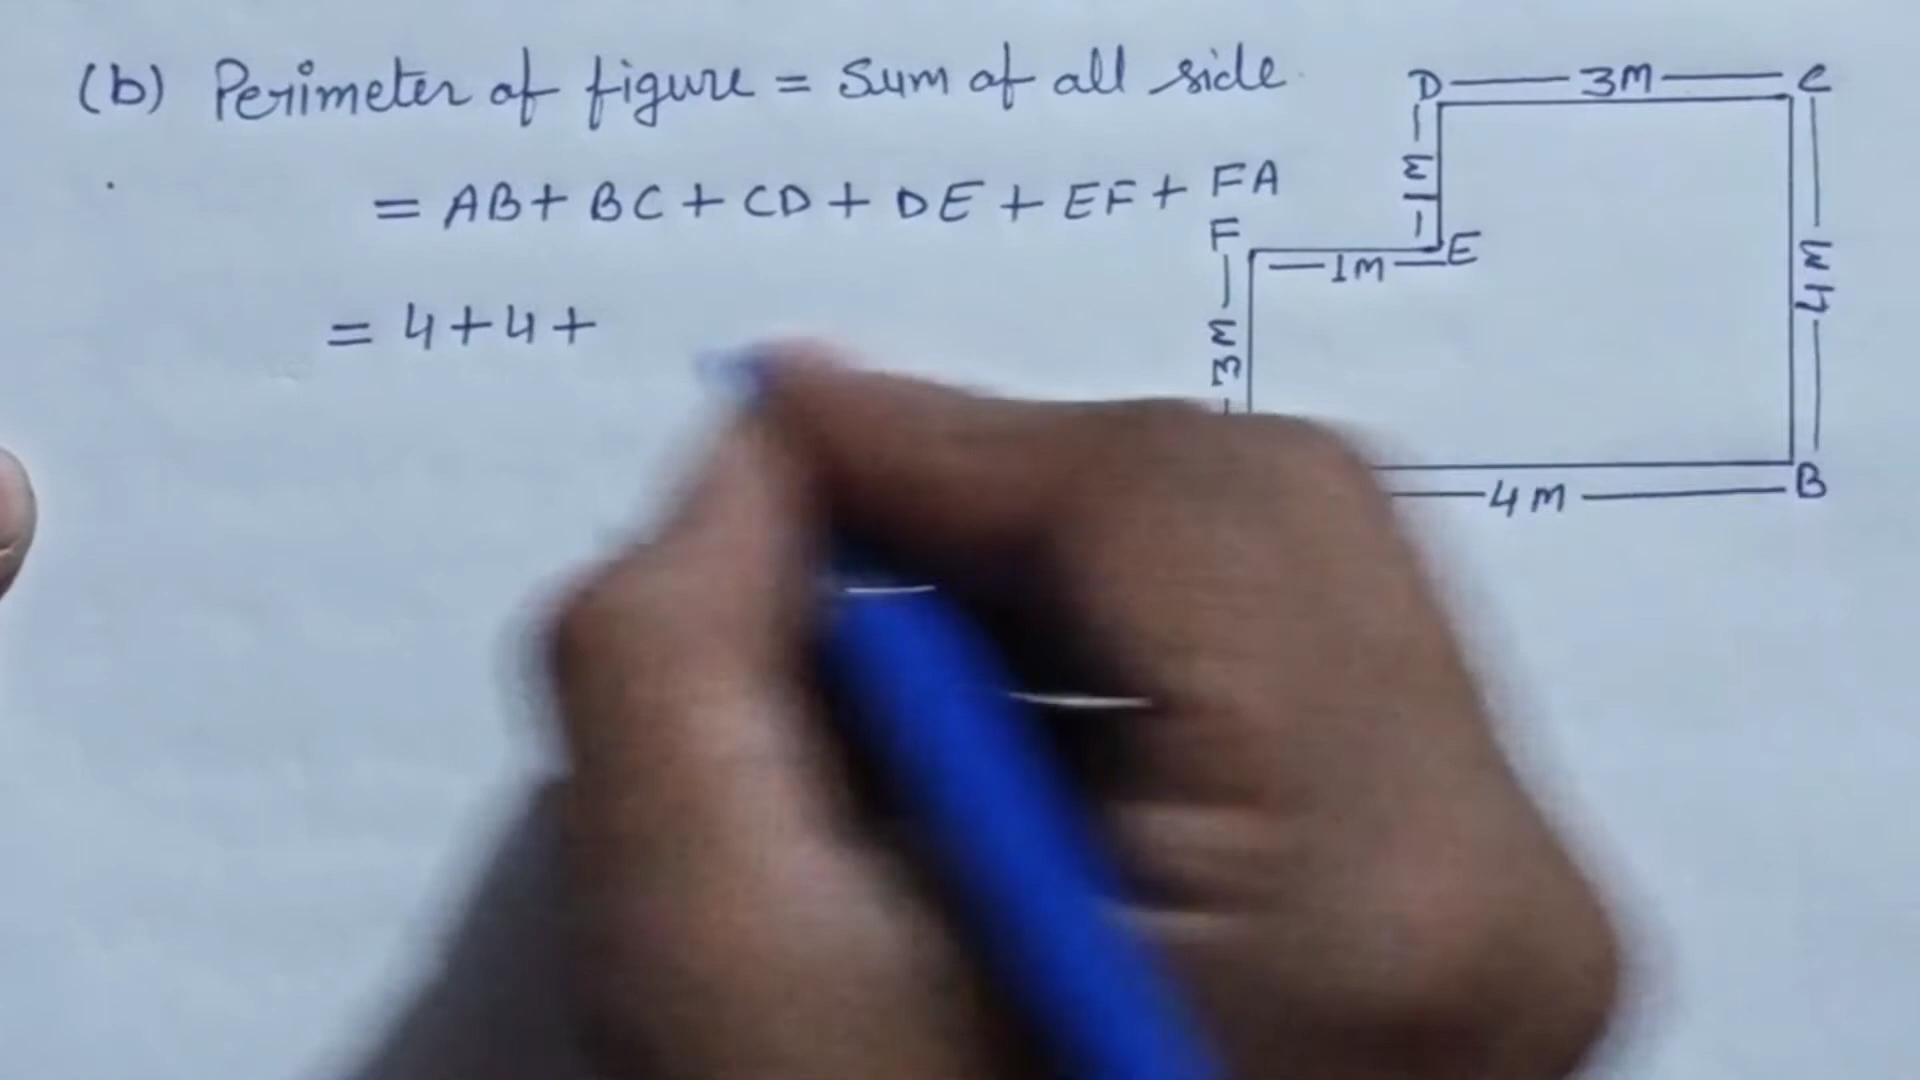 (b) Perimeter of figure = Sum of all side
= AB + BC + CD + DE + EF + FA
= 4 + 4 +
D 3M C
1M
F
1M E
4M
3M
4M B